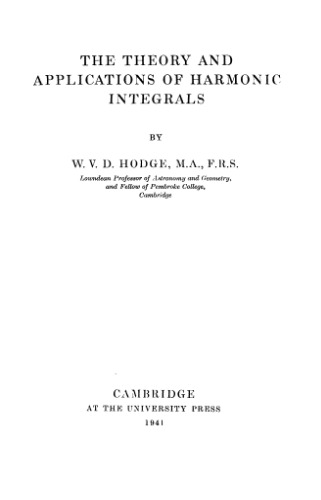 THE THEORY AND
APPLICATIONS OF HARMONIC
INTEGRALS
BY
W. V. D. HODGE, M.A., F.R.S.
Lowndean Professor of Astronomy and Geometry,
and Fellow of Pembroke College,
Cambridge
CAMBRIDGE
AT THE UNIVERSITY PRESS
1941